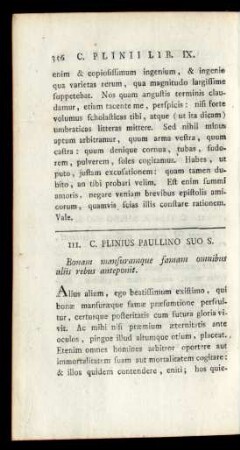 316 C. PLINII LIB. IX.
enim & copiosissimum ingenium, & ingenio
qua varietas rerum, qua magnitudo largissime
suppetebat. Nos quam angustis terminis clau-
damur, etiam tacente me, perspicis: nisi forte
volumus scholasticas tibi, atque (ut ita dicam)
umbraticas litteras mittere. Sed nihil minus
aptum arbitramur, quum arma vestra, quum
castra: quum denique cornua, tubas, sudo-
rem, pulverem, soles cogitamus. Habes, ut
puto, justam excusationem: quam tamen du-
bito, an tibi probari velim. Est enim summi
amoris, negare veniam brevibus epistolis ami-
corum, quamvis scias illis constare rationem.
Vale.
III. C. PLINIUS PAULLINO SUO S.
Bonam mansuramque famam omnibus
aliis rebus anteponit.
Alius alium, ego beatissimum existimo, qui
bonæ mansuræque famæ præsumtione perfrui-
tur, certusque posteritatis cum futura gloria vi-
vit. Ac mihi nisi præmium æternitatis ante
oculos, pingue illud altumque otium, placeat.
Etenim omnes homines arbitror oportere aut
immortalitatem suam aut mortalitatem cogitare:
& illos quidem contendere, eniti; hos quie-